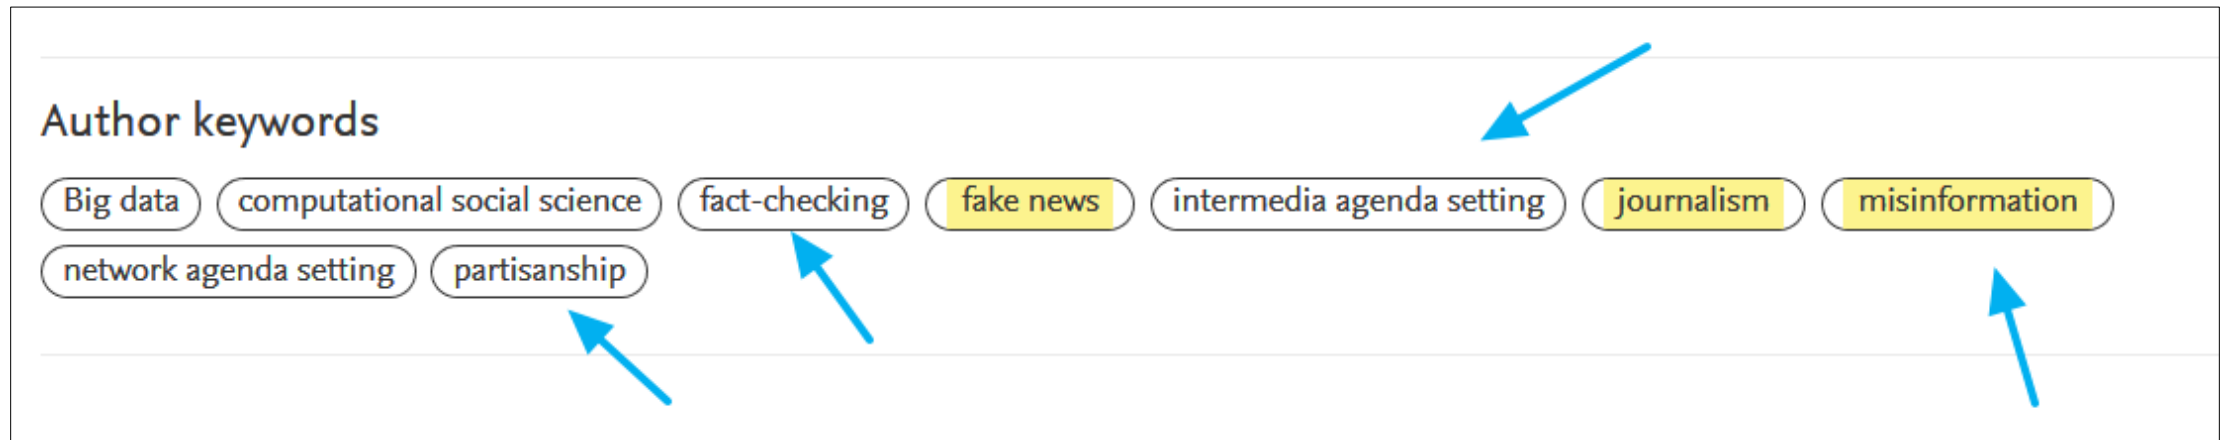 Author keywords
Big data computational social science fact-checking fake news intermedia agenda setting journalism misinformation
network agenda setting partisanship